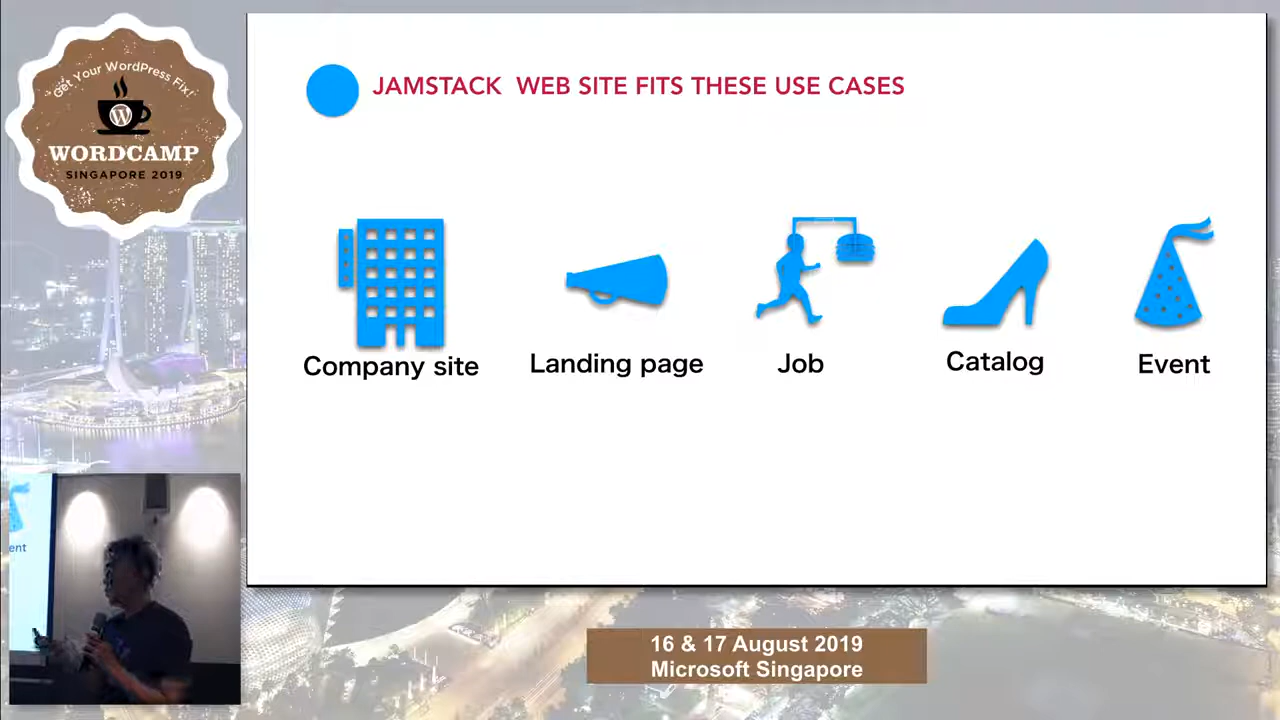 Get Your WordPress Fix!
WORDCAMP
SINGAPORE 2019
JAMSTACK WEB SITE FITS THESE USE CASES
Company site
Landing page
Job
Catalog
Event
ent
16 & 17 August 2019
Microsoft Singapore